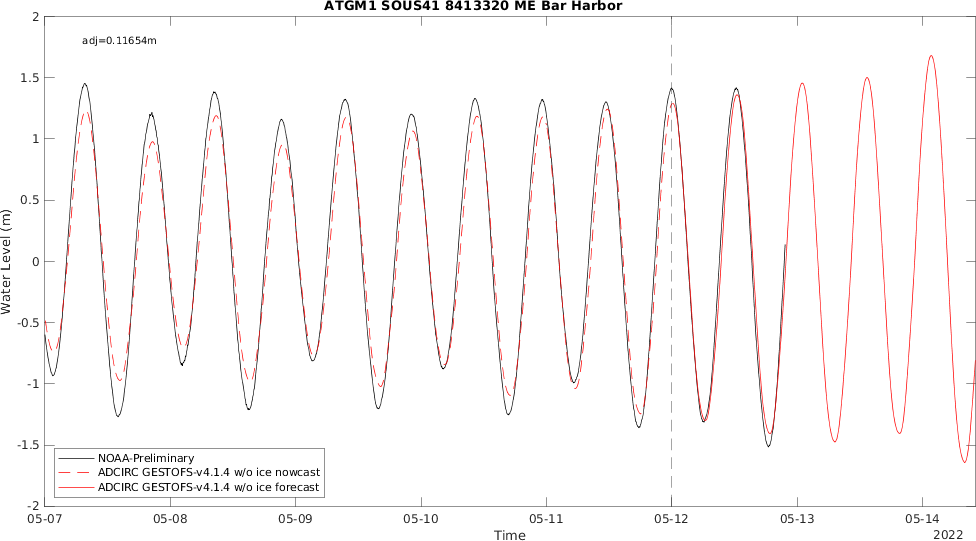 ATGM1 SOUS41 8413320 ME Bar Harbor
adj=0.11654m
2
1.5
1
0.5
0
-0.5
-1
-1.5
-2
Water Level (m)
NOAA-Preliminary
ADCIRC GESTOFS-v4.1.4 w/o ice nowcast
ADCIRC GESTOFS-v4.1.4 w/o ice forecast
05-07 05-08 05-09 05-10 05-11 05-12 05-13 05-14
Time
2022